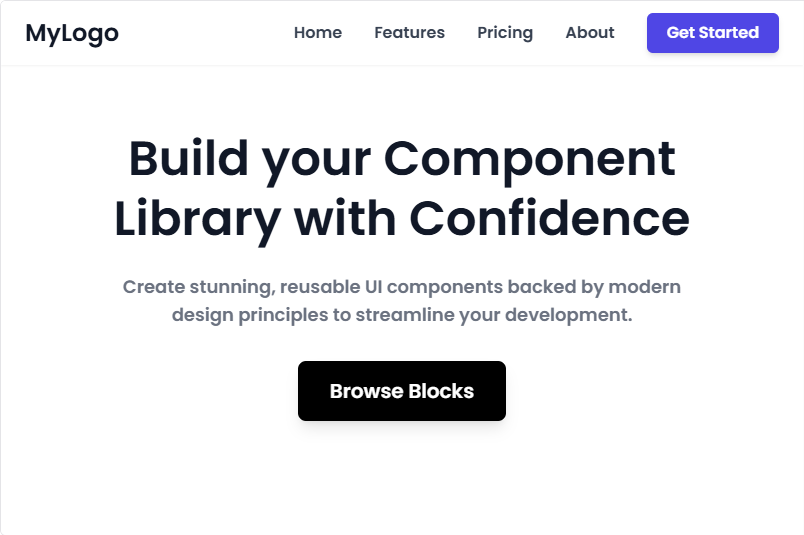 MyLogo Home Features Pricing About Get Started
Build your Component
Library with Confidence
Create stunning, reusable UI components backed by modern
design principles to streamline your development.
Browse Blocks